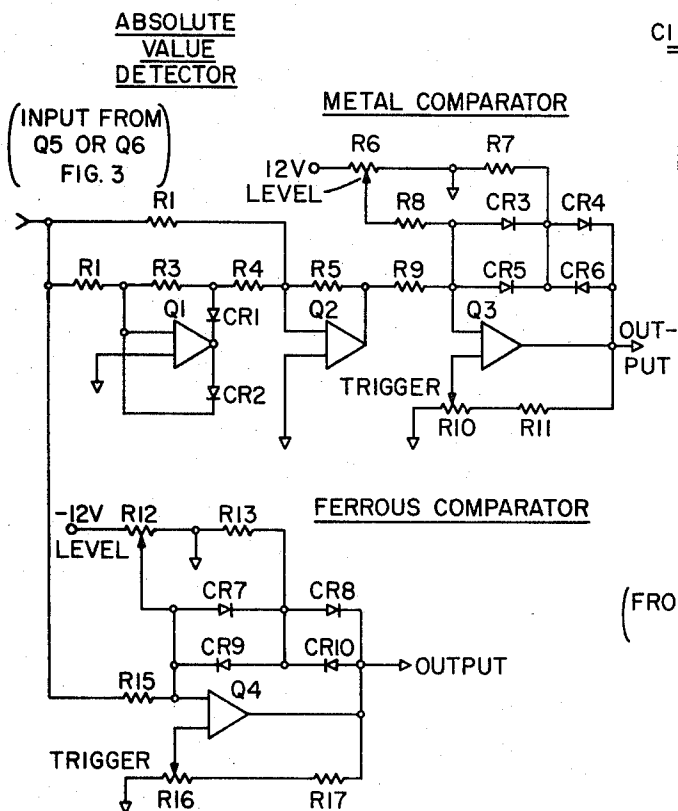 ABSOLUTE
VALUE
DETECTOR
CI
(INPUT FROM
Q5 OR Q6
FIG. 3)
METAL COMPARATOR
R6
R7
12V
LEVEL
R1
R8
CR3
CR4
R1
R3
R4
R5
R9
CR5
CR6
Q1
CR1
Q2
Q3
OUT-
PUT
CR2
TRIGGER
R10
R11
FERROUS COMPARATOR
-12V
R12
R13
LEVEL
CR7
CR8
(FRO
CR9
CR10
OUTPUT
R15
Q4
TRIGGER
R16
R17